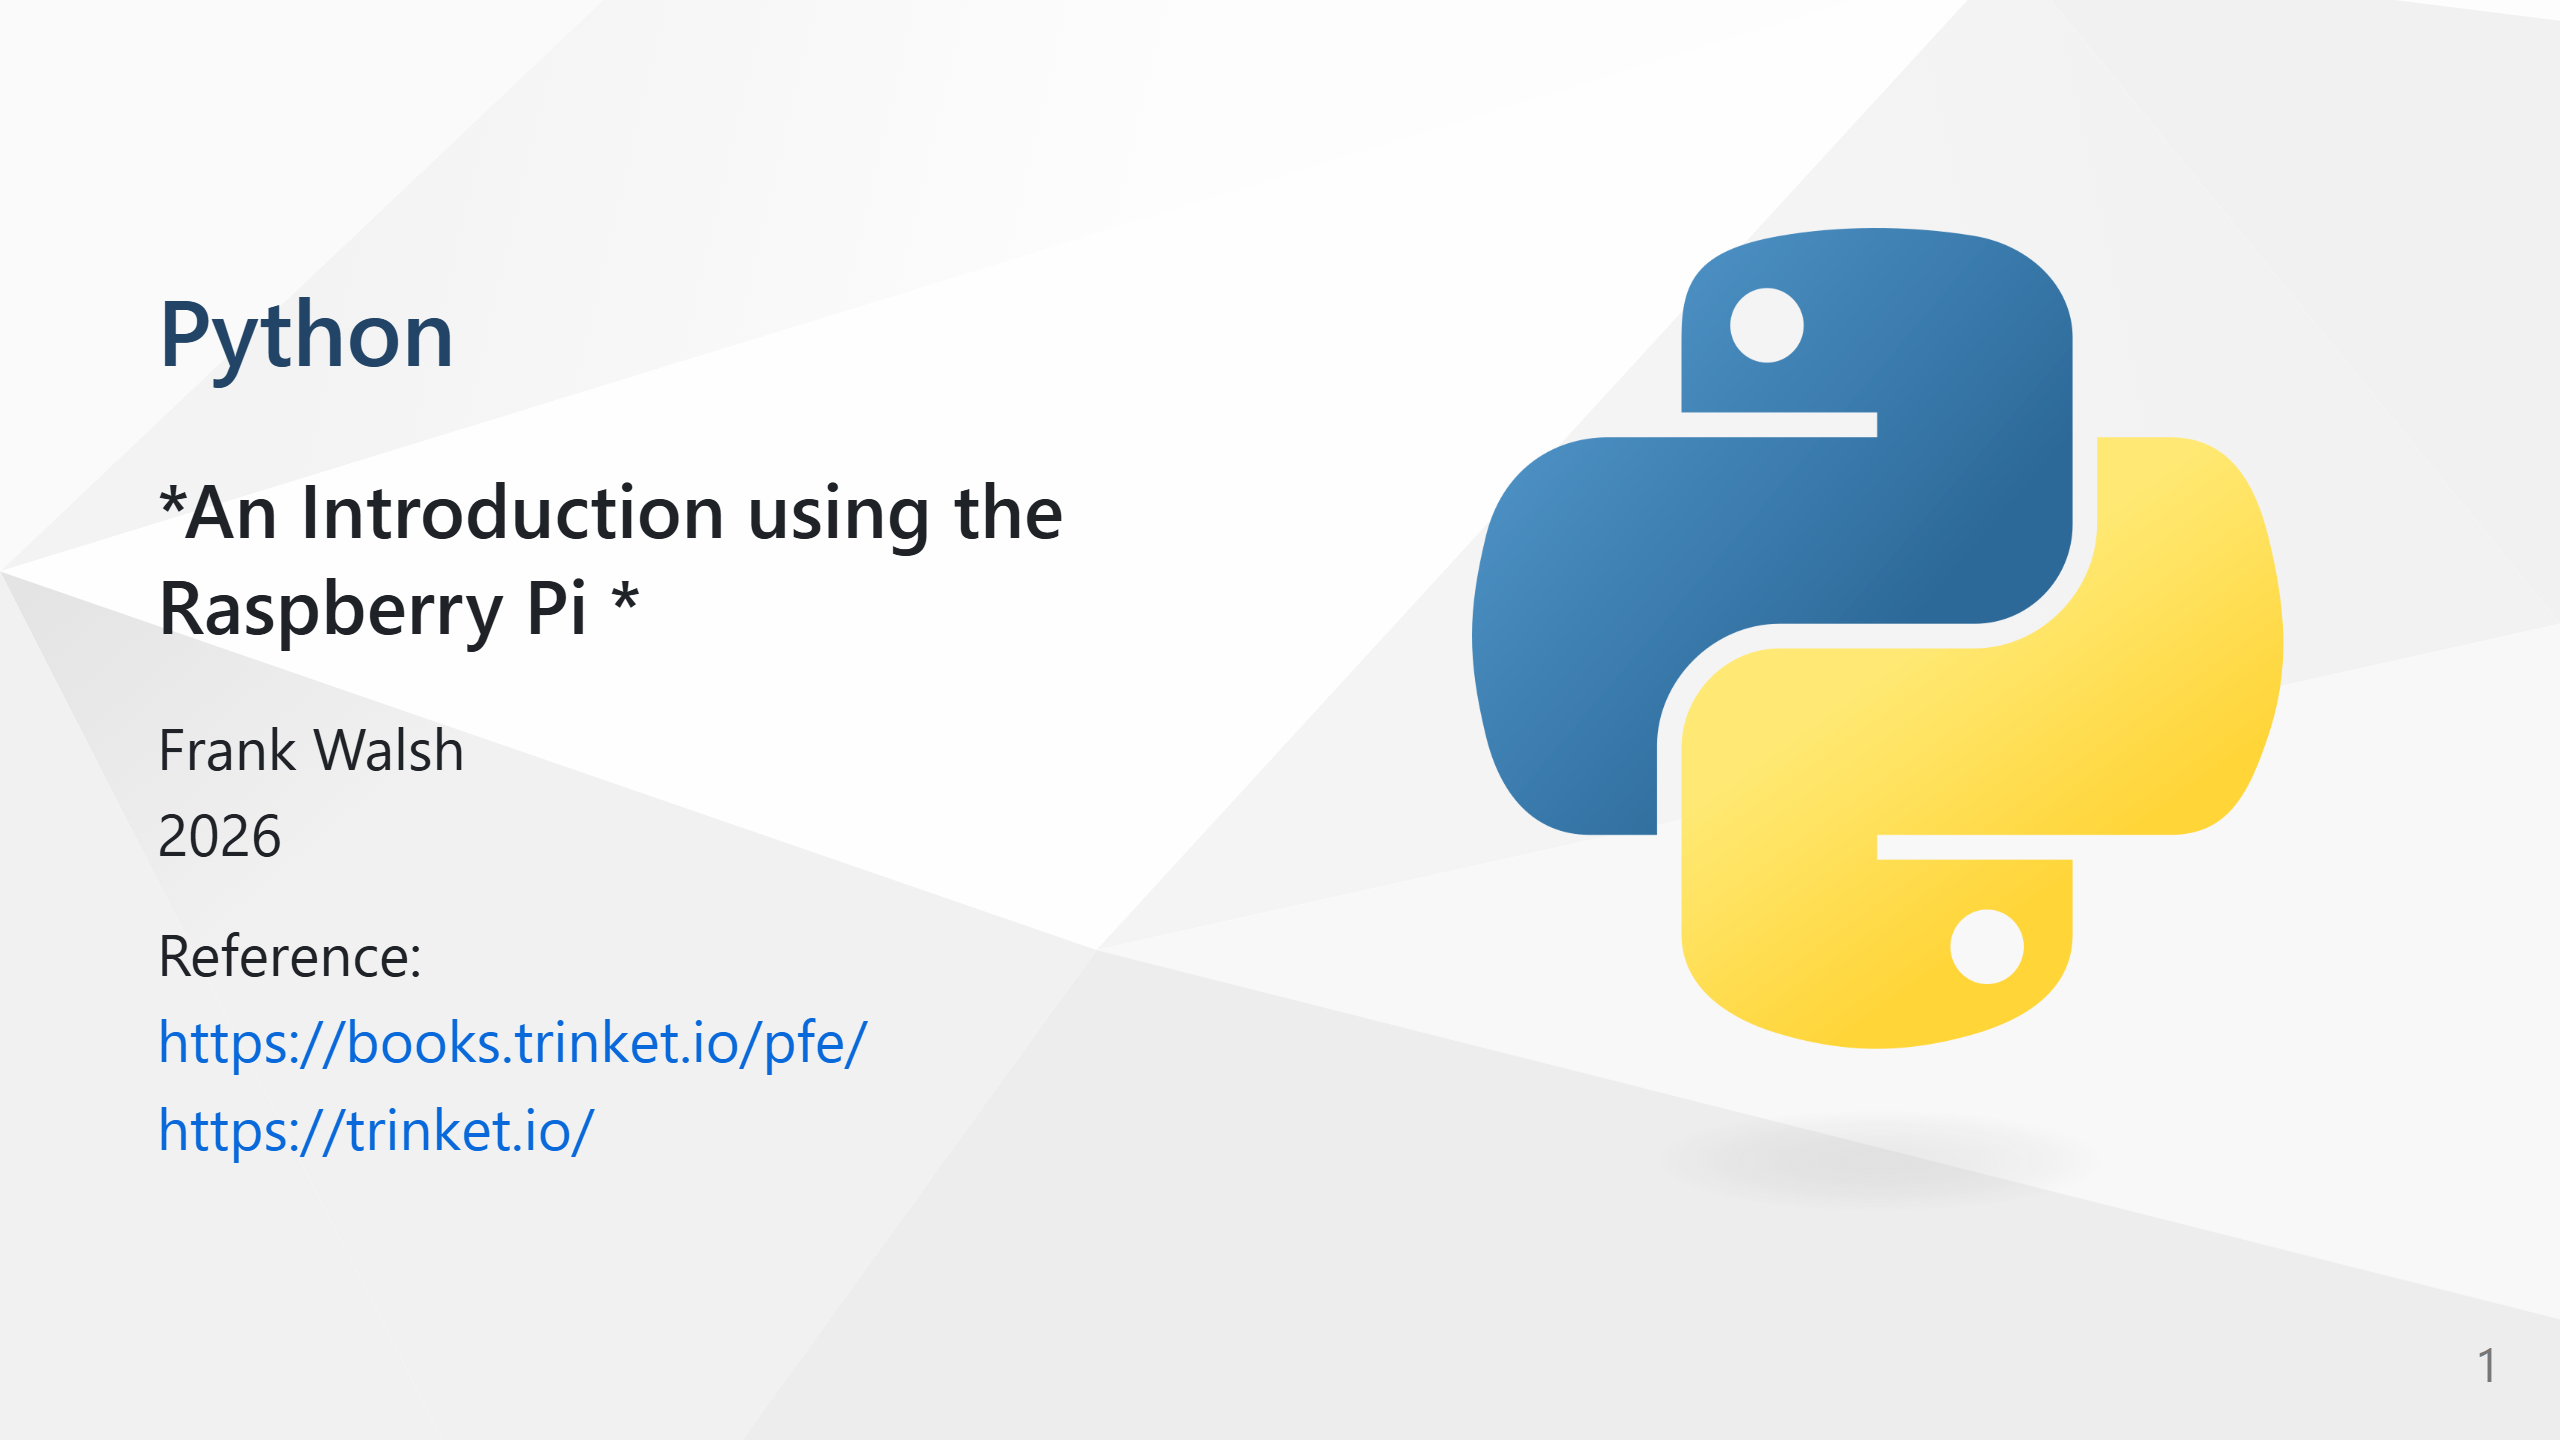 Python
*An Introduction using the
Raspberry Pi *
Frank Walsh
2026
Reference:
https://books.trinket.io/pfe/
https://trinket.io/
1